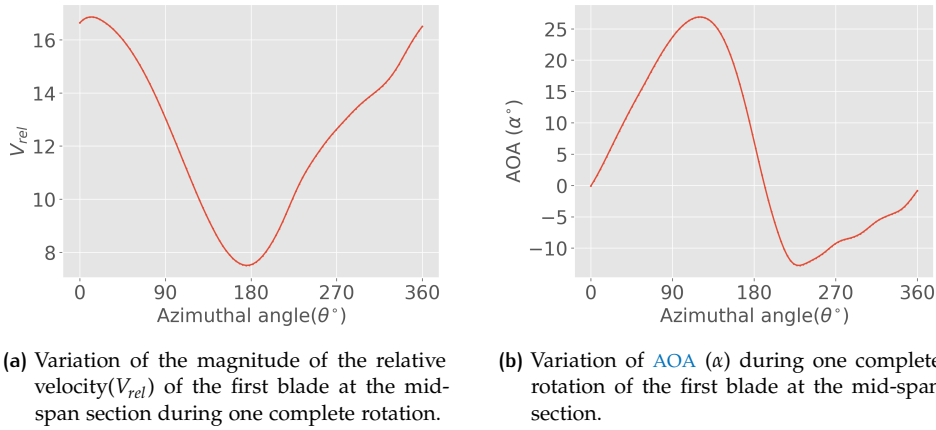 16
14
12
10
8
V_rel
0
90
180
270
360
Azimuthal angle(θ°)
25
20
15
10
5
0
−5
−10
AOA (α°)
0
90
180
270
360
Azimuthal angle(θ°)
(a) Variation of the magnitude of the relative
velocity(V_rel) of the first blade at the mid-
span section during one complete rotation.
(b) Variation of AOA (α) during one complete
rotation of the first blade at the mid-span
section.